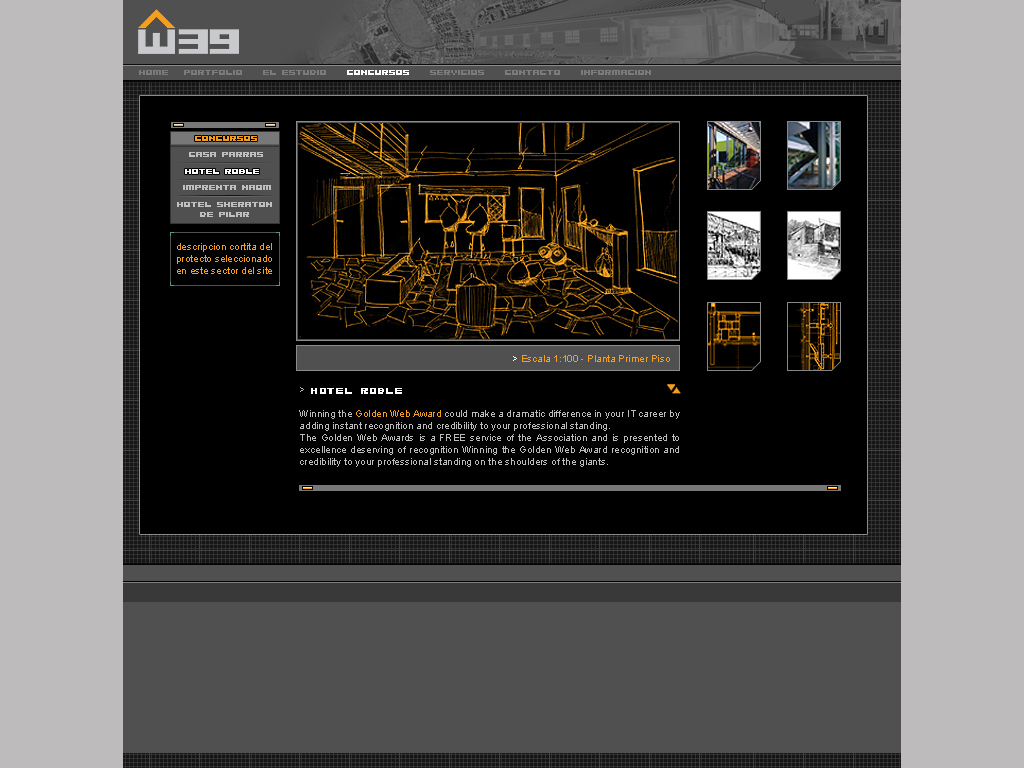 W39
HOME PORTFOLIO EL ESTUDIO CONCURSOS SERVICIOS CONTACTO INFORMACION
CONCURSOS
CASA PARRAS
HOTEL ROBLE
IMPRENTA NAOM
HOTEL SHERATON
DE PILAR
descripcion cortita del
protecto seleccionado
en este sector del site
> Escala 1:100 - Planta Primer Piso
> HOTEL ROBLE
Winning the Golden Web Award could make a dramatic difference in your IT career by
adding instant recognition and credibility to your professional standing.
The Golden Web Awards is a FREE service of the Association and is presented to
excellence deserving of recognition Winning the Golden Web Award recognition and
credibility to your professional standing on the shoulders of the giants.